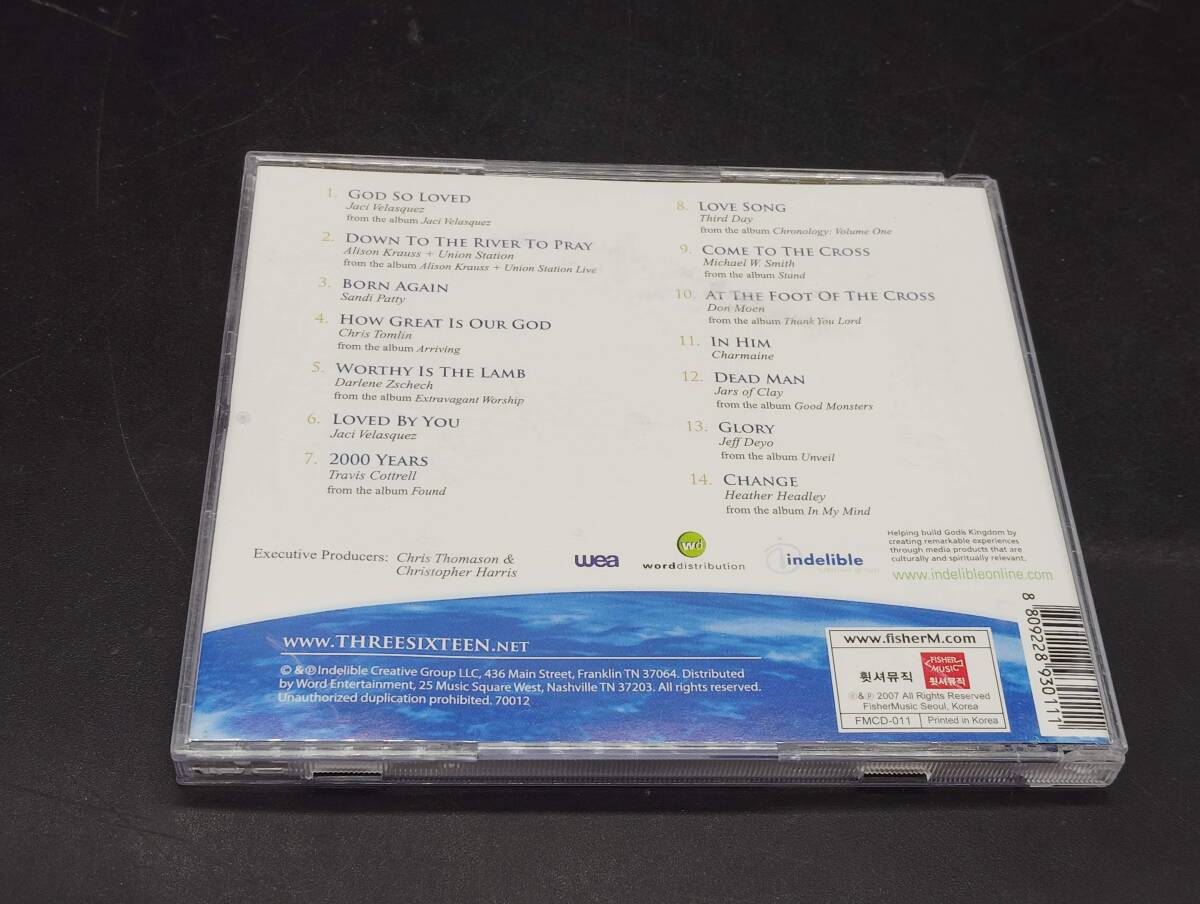 1. GOD SO LOVED
Jaci Velasquez
from the album Jaci Velasquez
2. DOWN TO THE RIVER TO PRAY
Alison Krauss + Union Station
from the album Alison Krauss + Union Station Live
3. BORN AGAIN
Sandi Patty
4. HOW GREAT IS OUR GOD
Chris Tomlin
from the album Arriving
5. WORTHY IS THE LAMB
Darlene Zschech
from the album Extravagant Worship
6. LOVED BY YOU
Jaci Velasquez
7. 2000 YEARS
Travis Cottrell
from the album Found
8. LOVE SONG
Third Day
from the album Chronology: Volume One
9. COME TO THE CROSS
Michael W. Smith
from the album Stand
10. AT THE FOOT OF THE CROSS
Don Moen
from the album Thank You Lord
11. IN HIM
Charmaine
12. DEAD MAN
Jars of Clay
from the album Good Monsters
13. GLORY
Jeff Deyo
from the album Unveil
14. CHANGE
Heather Headley
from the album In My Mind
Executive Producers: Chris Thomason &
Christopher Harris
wea
wd
worddistribution
indelible
Helping build God's Kingdom by
creating remarkable experiences
through media products that are
culturally and spiritually relevant.
www.indelibleonline.com
WWW.THREESIXTEEN.NET
© & ℗ Indelible Creative Group LLC, 436 Main Street, Franklin TN 37064. Distributed
by Word Entertainment, 25 Music Square West, Nashville TN 37203. All rights reserved.
Unauthorized duplication prohibited. 70012
www.fisherM.com
휫셔뮤직
FISHER
MUSIC
휫셔뮤직
©&℗ 2007 All Rights Reserved
FisherMusic Seoul, Korea
FMCD-011 Printed in Korea
8 809228 930111